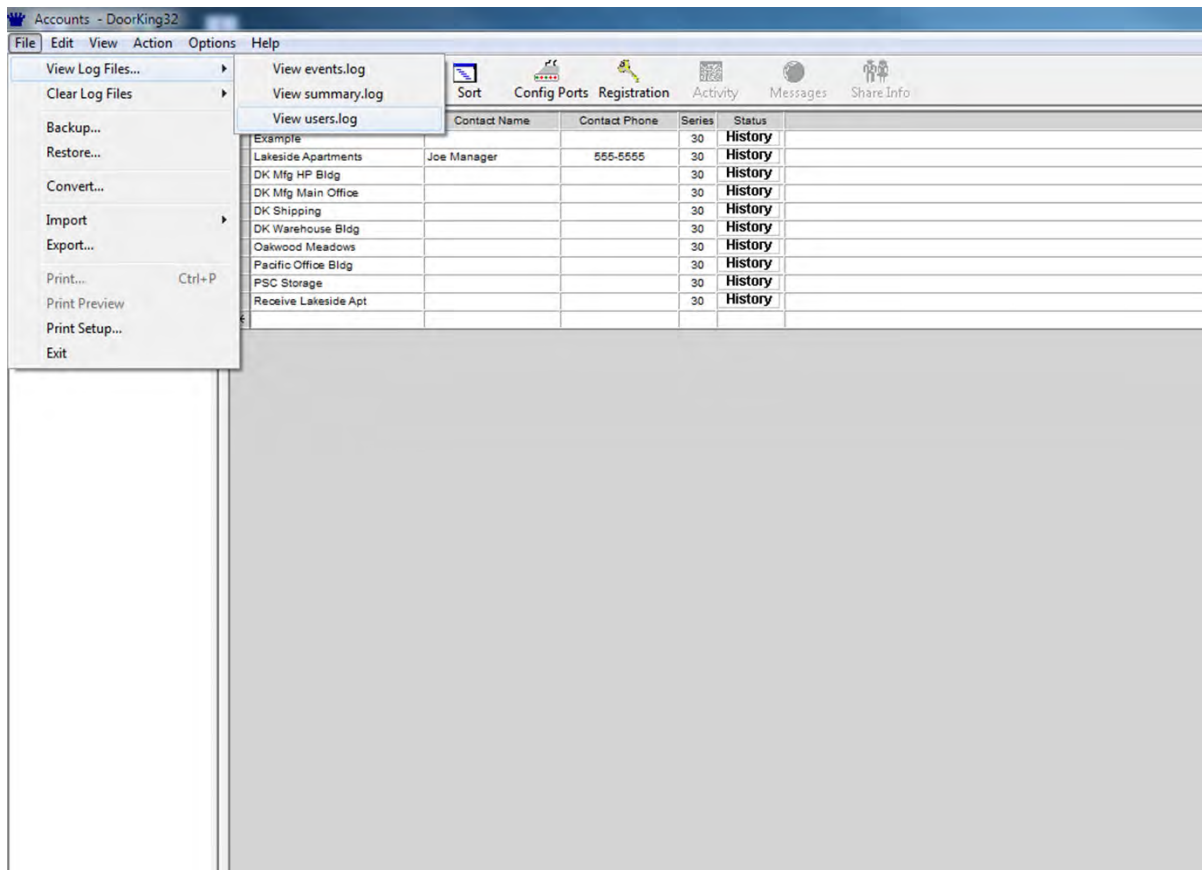 Accounts - DoorKing32
File Edit View Action Options Help
View Log Files...
Clear Log Files
Backup...
Restore...
Convert...
Import
Export...
Print... Ctrl+P
Print Preview
Print Setup...
Exit
View events.log
View summary.log
View users.log
Sort Config Ports Registration Activity Messages Share Info
Contact Name Contact Phone Series Status
Example 30 History
Lakeside Apartments Joe Manager 555-5555 30 History
DK Mfg HP Bldg 30 History
DK Mfg Main Office 30 History
DK Shipping 30 History
DK Warehouse Bldg 30 History
Oakwood Meadows 30 History
Pacific Office Bldg 30 History
PSC Storage 30 History
Receive Lakeside Apt 30 History